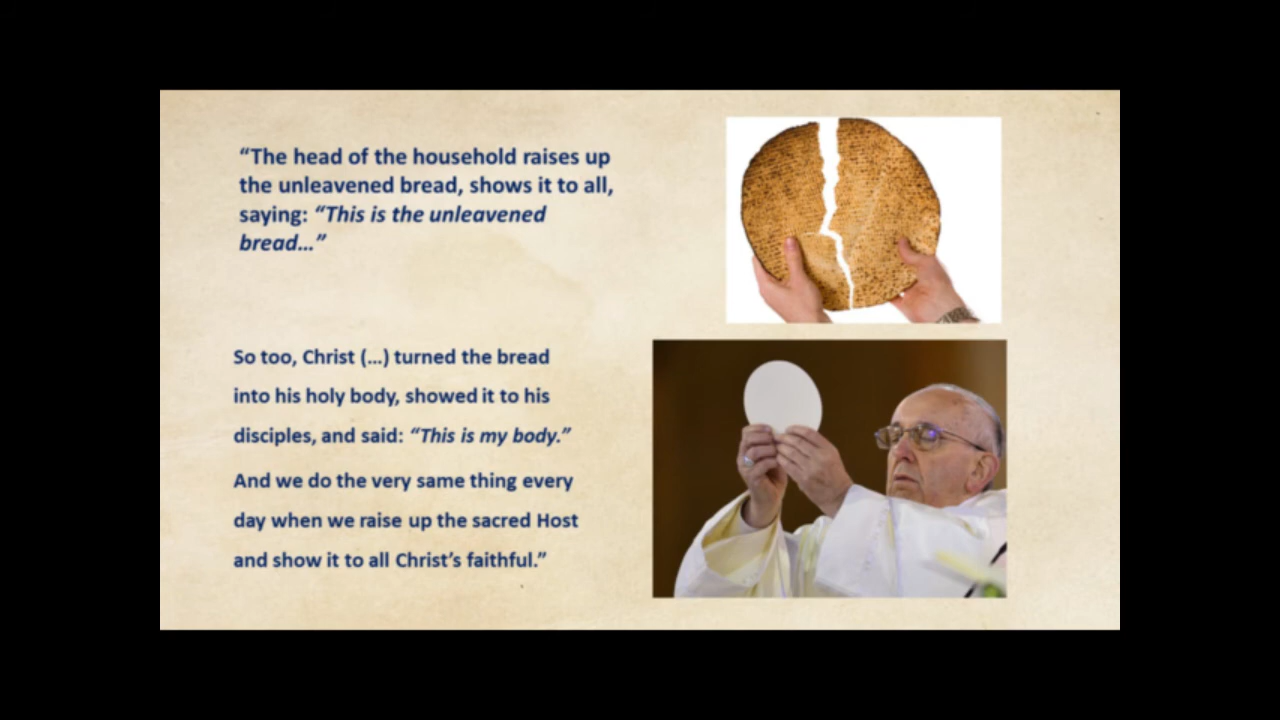 “The head of the household raises up
the unleavened bread, shows it to all,
saying: “This is the unleavened
bread…”
So too, Christ (…) turned the bread
into his holy body, showed it to his
disciples, and said: “This is my body.”
And we do the very same thing every
day when we raise up the sacred Host
and show it to all Christ’s faithful.”